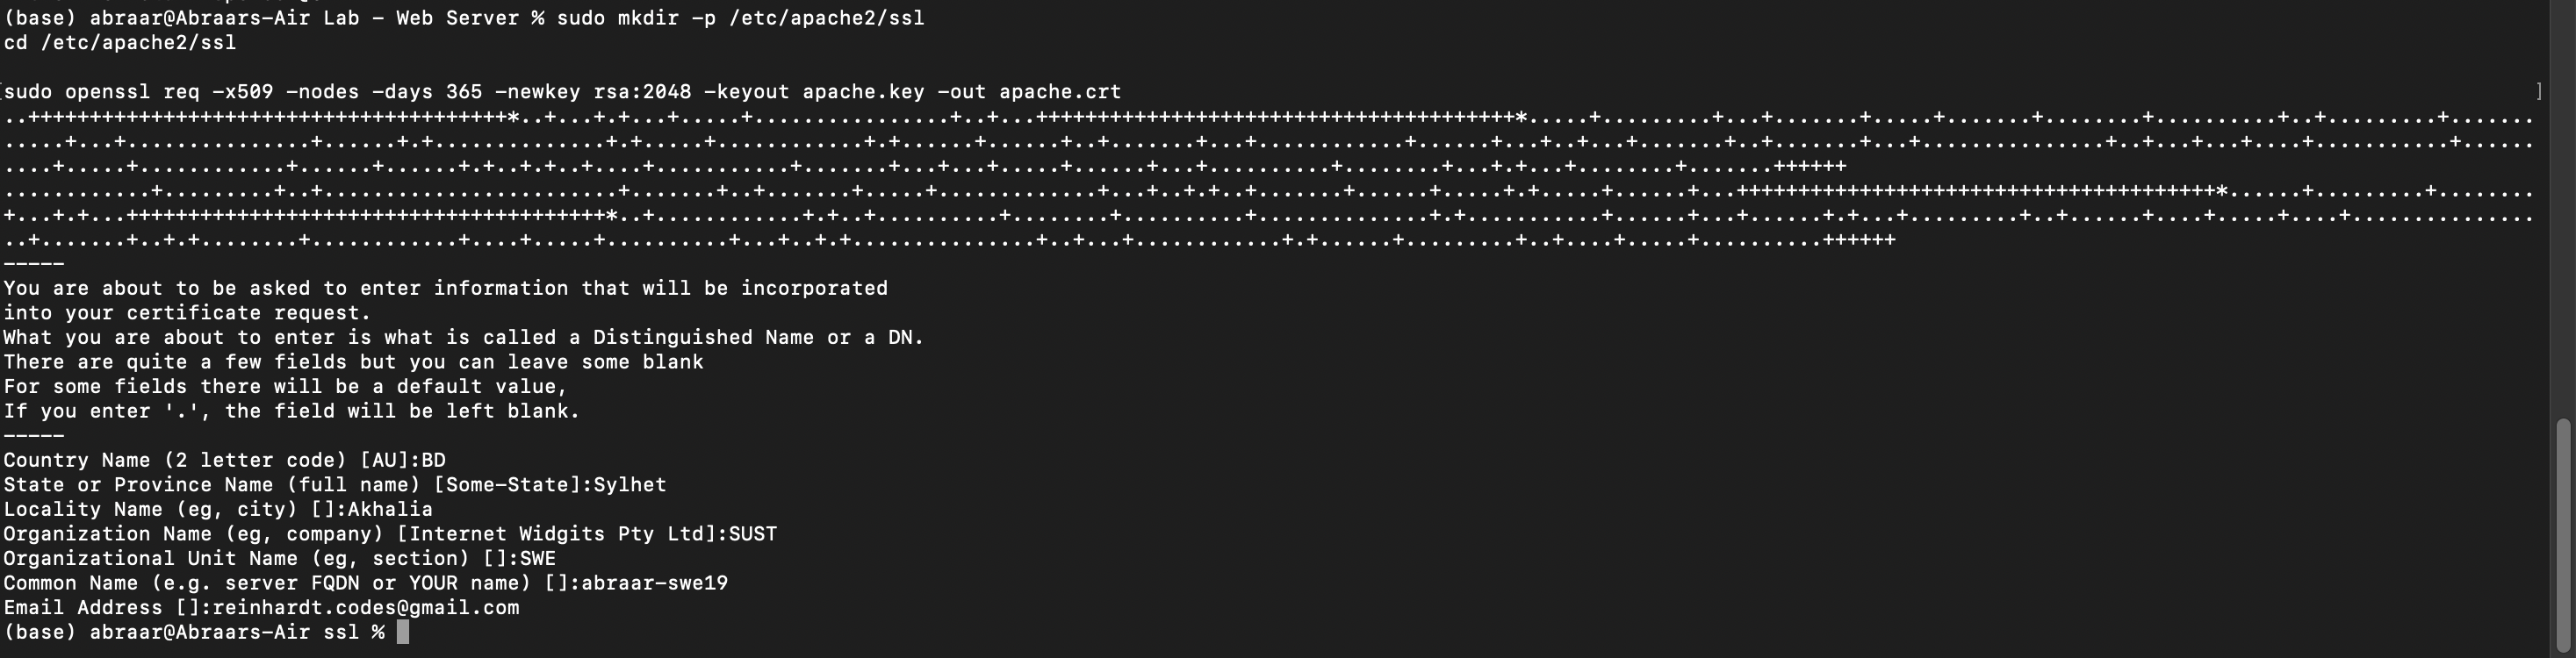 (base) abraar@Abraars-Air Lab - Web Server % sudo mkdir -p /etc/apache2/ssl
cd /etc/apache2/ssl
[sudo openssl req -x509 -nodes -days 365 -newkey rsa:2048 -keyout apache.key -out apache.crt ]
-----
You are about to be asked to enter information that will be incorporated
into your certificate request.
What you are about to enter is what is called a Distinguished Name or a DN.
There are quite a few fields but you can leave some blank
For some fields there will be a default value,
If you enter '.', the field will be left blank.
-----
Country Name (2 letter code) [AU]:BD
State or Province Name (full name) [Some-State]:Sylhet
Locality Name (eg, city) []:Akhalia
Organization Name (eg, company) [Internet Widgits Pty Ltd]:SUST
Organizational Unit Name (eg, section) []:SWE
Common Name (e.g. server FQDN or YOUR name) []:abraar-swe19
Email Address []:reinhardt.codes@gmail.com
(base) abraar@Abraars-Air ssl %